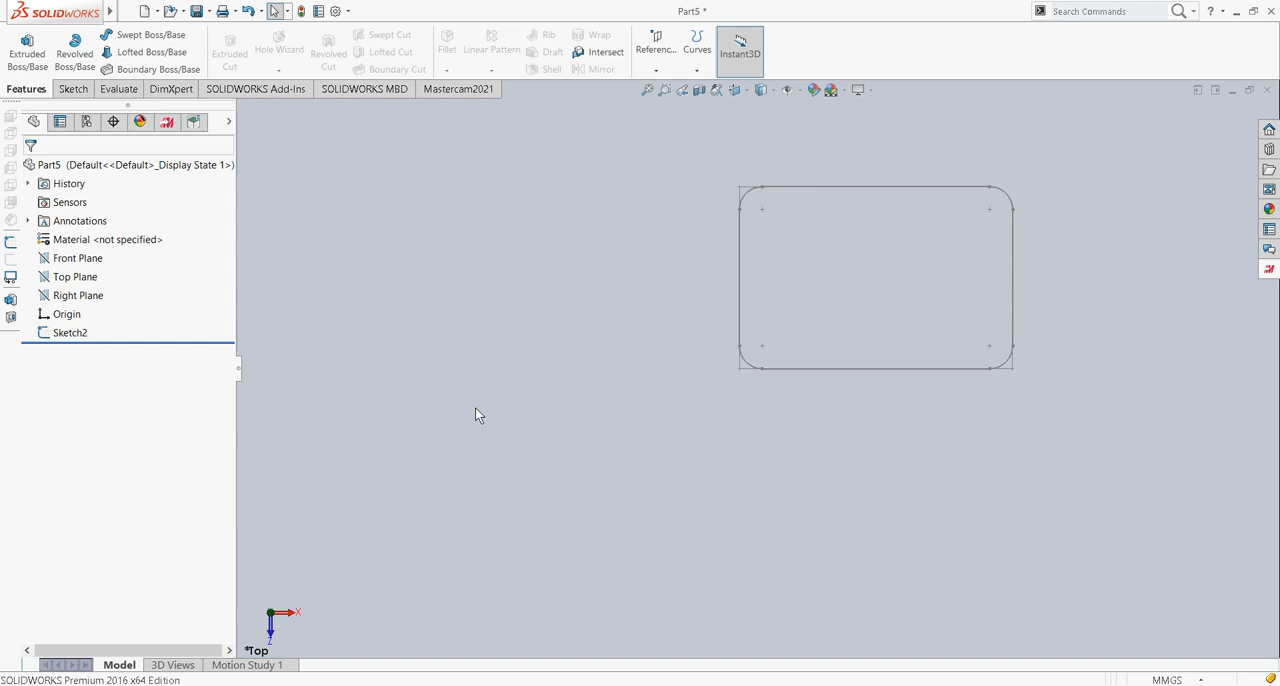 SOLIDWORKS
Part5 *
Search Commands
?
Extruded Boss/Base
Revolved Boss/Base
Swept Boss/Base
Lofted Boss/Base
Boundary Boss/Base
Extruded Cut
Hole Wizard
Revolved Cut
Swept Cut
Lofted Cut
Boundary Cut
Fillet
Linear Pattern
Rib
Draft
Shell
Wrap
Intersect
Mirror
Referenc...
Curves
Instant3D
Features
Sketch
Evaluate
DimXpert
SOLIDWORKS Add-Ins
SOLIDWORKS MBD
Mastercam2021
Part5 (Default<<Default>_Display State 1>)
History
Sensors
Annotations
Material <not specified>
Front Plane
Top Plane
Right Plane
Origin
Sketch2
X
Z
*Top
Model
3D Views
Motion Study 1
SOLIDWORKS Premium 2016 x64 Edition
MMGS